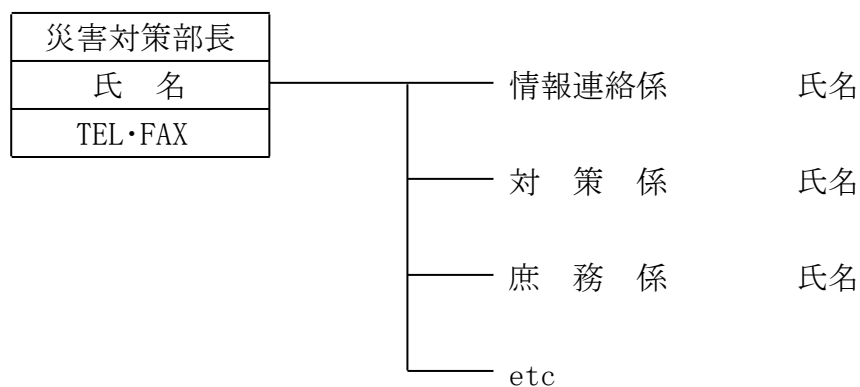 災害対策部長
氏　名
TEL･FAX
情報連絡係　氏名
対　策　係　氏名
庶　務　係　氏名
etc